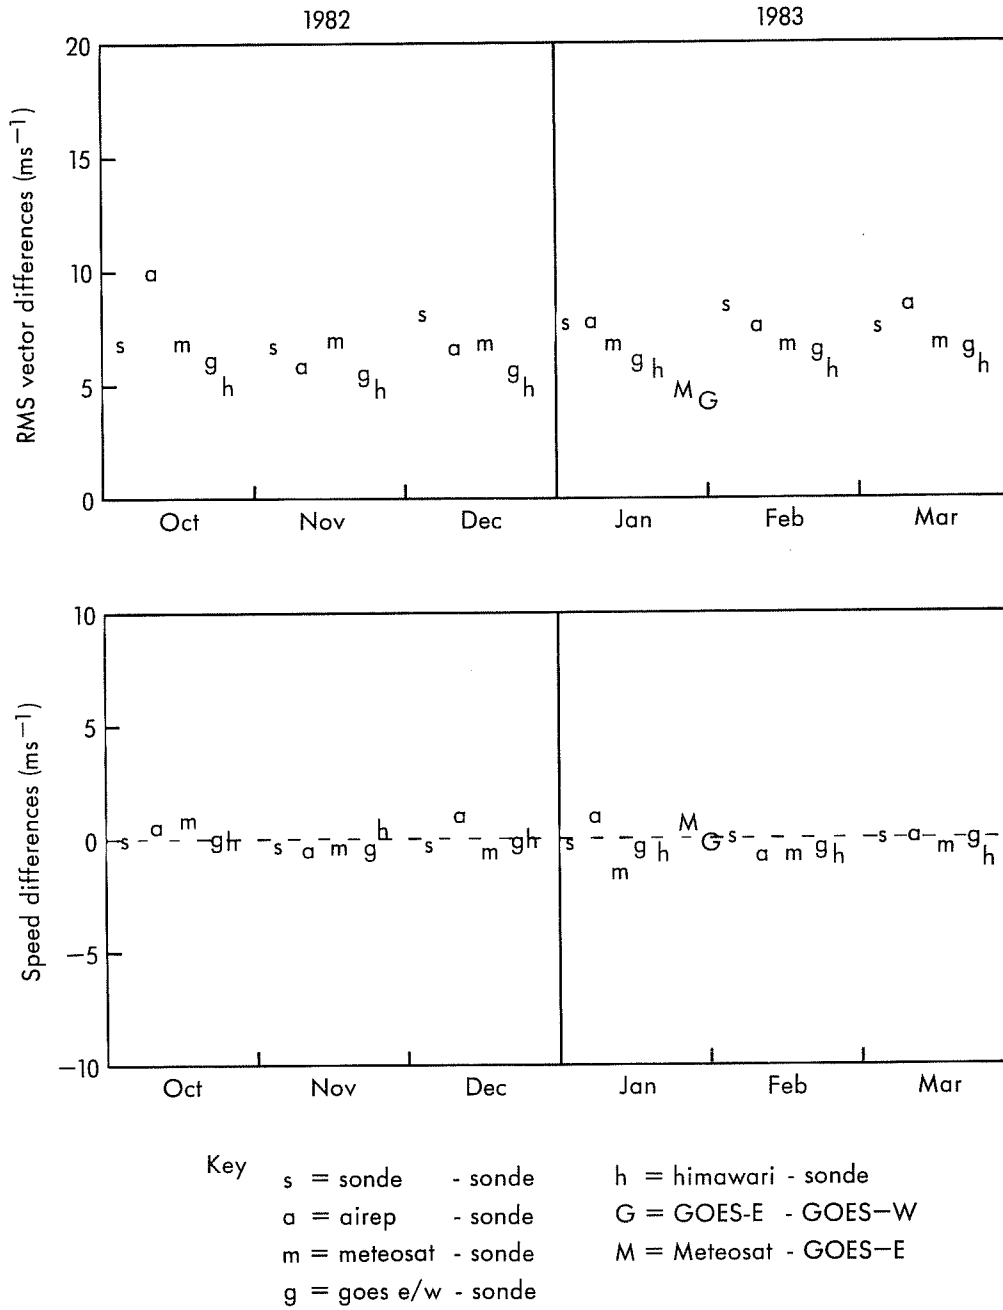 1982 1983
20
15
10
5
0
RMS vector differences (ms⁻¹)
s a m g h
s a m g h
s a m g h
s a m g h M G
s a m g h
s a m g h
Oct Nov Dec Jan Feb Mar
10
5
0
−5
−10
Speed differences (ms⁻¹)
s a m g h
s a m g h
s a m g h
s a m g h M G
s a m g h
s a m g h
Oct Nov Dec Jan Feb Mar
Key
s = sonde - sonde
a = airep - sonde
m = meteosat - sonde
g = goes e/w - sonde
h = himawari - sonde
G = GOES-E - GOES−W
M = Meteosat - GOES−E